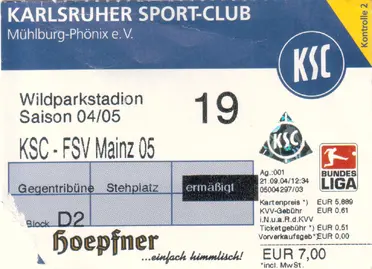 KARLSRUHER SPORT-CLUB
Mühlburg-Phönix e.V.
Kontrolle 2
KSC
Wildparkstadion
Saison 04/05
19
KSC - FSV Mainz 05
KSC
Ag.:001
21.09.04/12:34
05004297/03
BUNDES
LIGA
Gegentribüne
Stehplatz
ermäßigt
Block D2
Kartenpreis *) EUR 5.889
KVV-Gebühr EUR 0.61
i.N.u.a.R.d.KVV
Ticketgebühr *) EUR 0.51
Vorverkaufsgeb* EUR 0.00
EUR 7,00
*incl. MwSt.
Hoepfner
...einfach himmlisch!